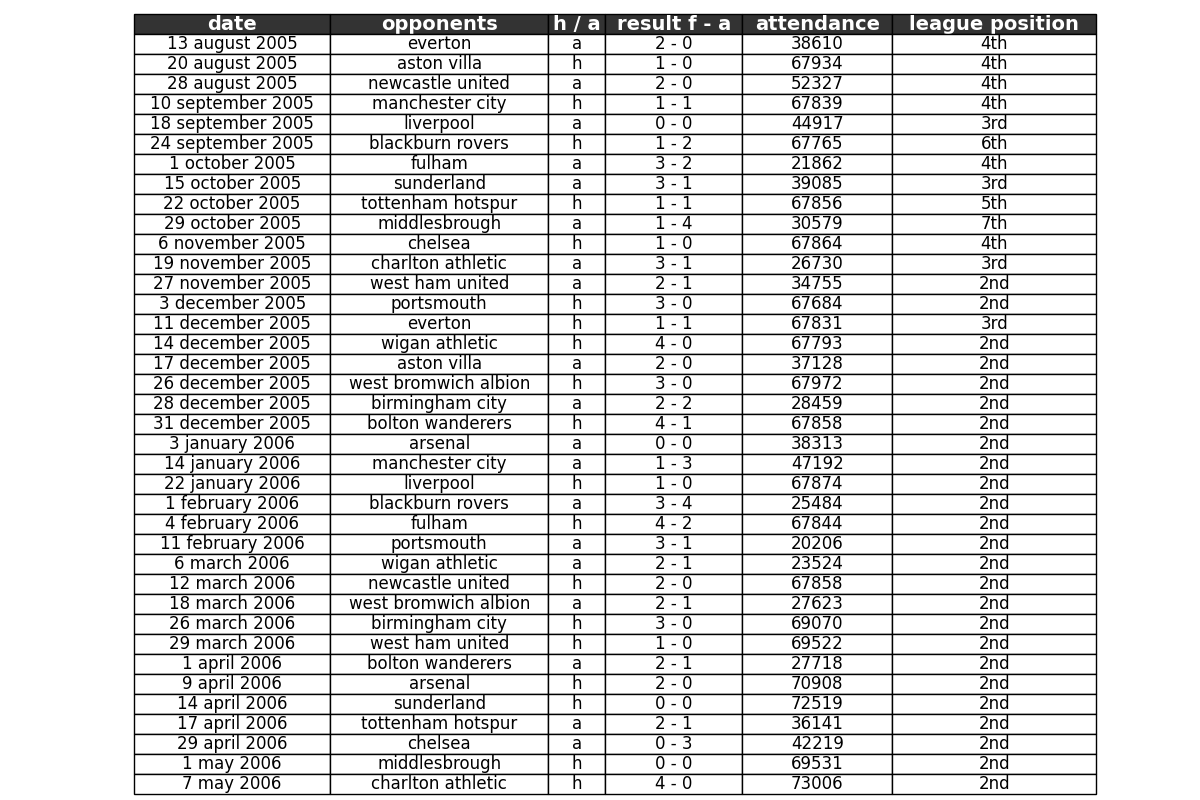 date opponents h / a result f - a attendance league position
13 august 2005 everton a 2 - 0 38610 4th
20 august 2005 aston villa h 1 - 0 67934 4th
28 august 2005 newcastle united a 2 - 0 52327 4th
10 september 2005 manchester city h 1 - 1 67839 4th
18 september 2005 liverpool a 0 - 0 44917 3rd
24 september 2005 blackburn rovers h 1 - 2 67765 6th
1 october 2005 fulham a 3 - 2 21862 4th
15 october 2005 sunderland a 3 - 1 39085 3rd
22 october 2005 tottenham hotspur h 1 - 1 67856 5th
29 october 2005 middlesbrough a 1 - 4 30579 7th
6 november 2005 chelsea h 1 - 0 67864 4th
19 november 2005 charlton athletic a 3 - 1 26730 3rd
27 november 2005 west ham united a 2 - 1 34755 2nd
3 december 2005 portsmouth h 3 - 0 67684 2nd
11 december 2005 everton h 1 - 1 67831 3rd
14 december 2005 wigan athletic h 4 - 0 67793 2nd
17 december 2005 aston villa a 2 - 0 37128 2nd
26 december 2005 west bromwich albion h 3 - 0 67972 2nd
28 december 2005 birmingham city a 2 - 2 28459 2nd
31 december 2005 bolton wanderers h 4 - 1 67858 2nd
3 january 2006 arsenal a 0 - 0 38313 2nd
14 january 2006 manchester city a 1 - 3 47192 2nd
22 january 2006 liverpool h 1 - 0 67874 2nd
1 february 2006 blackburn rovers a 3 - 4 25484 2nd
4 february 2006 fulham h 4 - 2 67844 2nd
11 february 2006 portsmouth a 3 - 1 20206 2nd
6 march 2006 wigan athletic a 2 - 1 23524 2nd
12 march 2006 newcastle united h 2 - 0 67858 2nd
18 march 2006 west bromwich albion a 2 - 1 27623 2nd
26 march 2006 birmingham city h 3 - 0 69070 2nd
29 march 2006 west ham united h 1 - 0 69522 2nd
1 april 2006 bolton wanderers a 2 - 1 27718 2nd
9 april 2006 arsenal h 2 - 0 70908 2nd
14 april 2006 sunderland h 0 - 0 72519 2nd
17 april 2006 tottenham hotspur a 2 - 1 36141 2nd
29 april 2006 chelsea a 0 - 3 42219 2nd
1 may 2006 middlesbrough h 0 - 0 69531 2nd
7 may 2006 charlton athletic h 4 - 0 73006 2nd